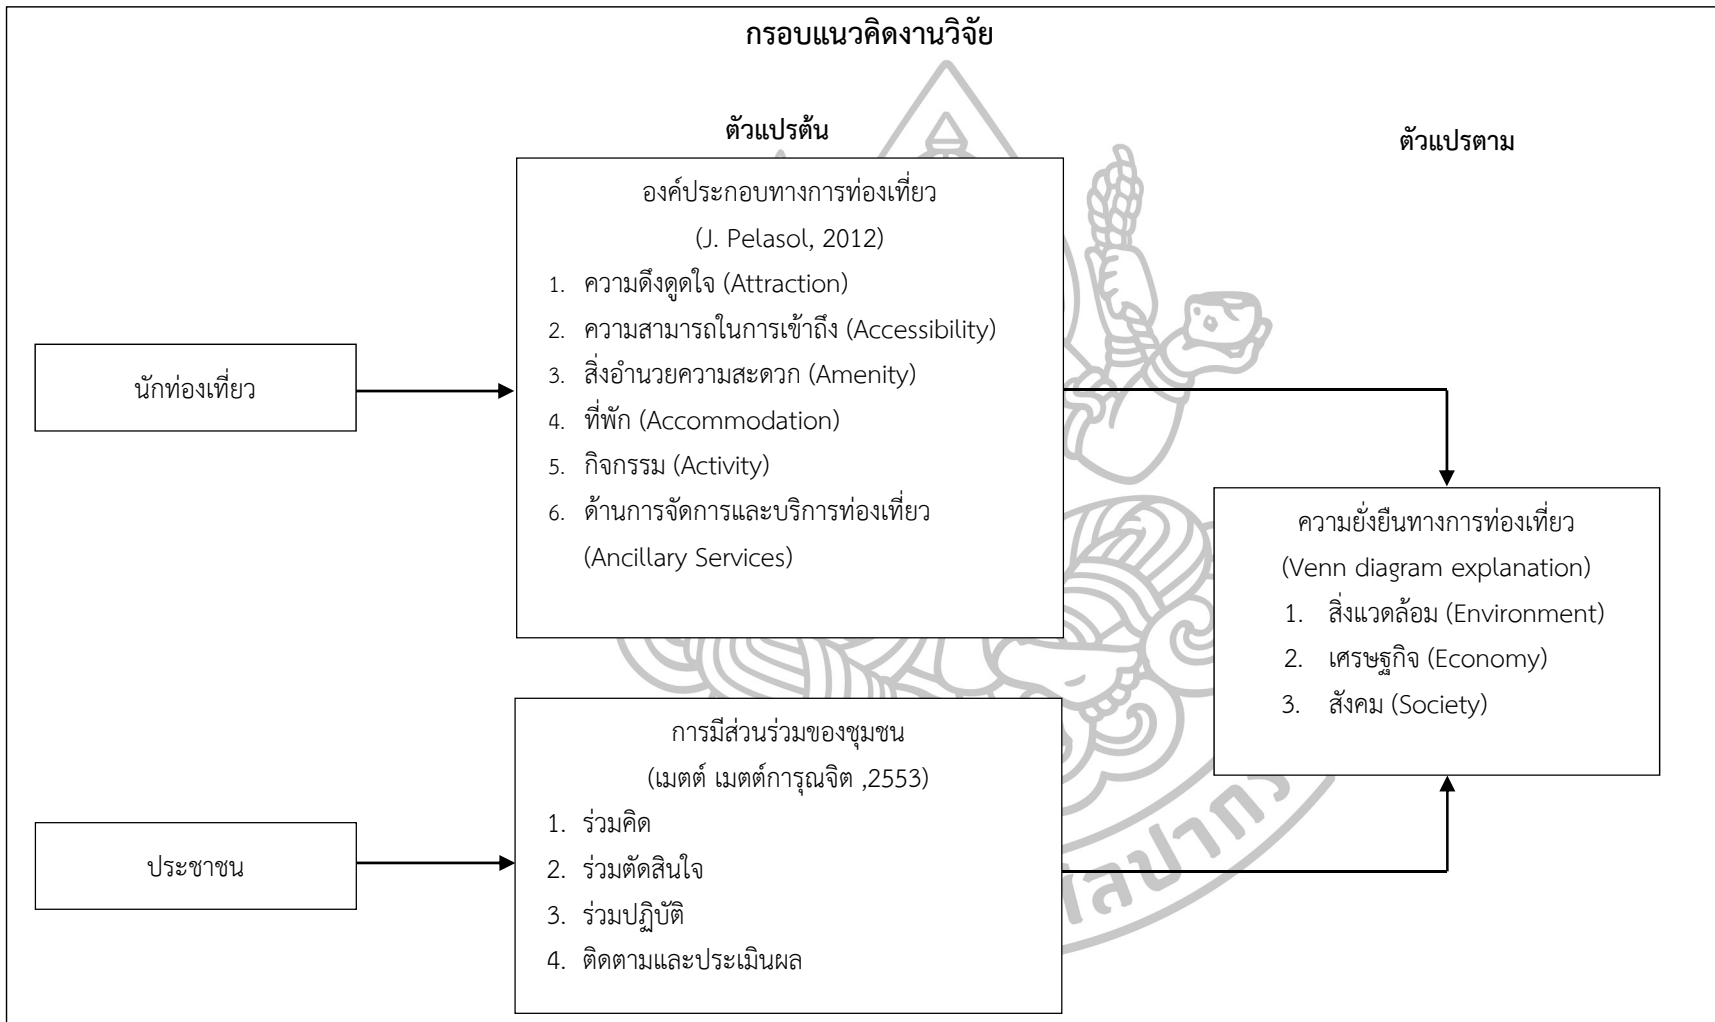 กรอบแนวคิดงานวิจัย
ตัวแปรต้น
ตัวแปรตาม
นักท่องเที่ยว
องค์ประกอบทางการท่องเที่ยว
(J. Pelasol, 2012)
1. ความดึงดูดใจ (Attraction)
2. ความสามารถในการเข้าถึง (Accessibility)
3. สิ่งอำนวยความสะดวก (Amenity)
4. ที่พัก (Accommodation)
5. กิจกรรม (Activity)
6. ด้านการจัดการและบริการท่องเที่ยว
(Ancillary Services)
ความยั่งยืนทางการท่องเที่ยว
(Venn diagram explanation)
1. สิ่งแวดล้อม (Environment)
2. เศรษฐกิจ (Economy)
3. สังคม (Society)
ประชาชน
การมีส่วนร่วมของชุมชน
(เมตต์ เมตต์การุณจิต ,2553)
1. ร่วมคิด
2. ร่วมตัดสินใจ
3. ร่วมปฏิบัติ
4. ติดตามและประเมินผล